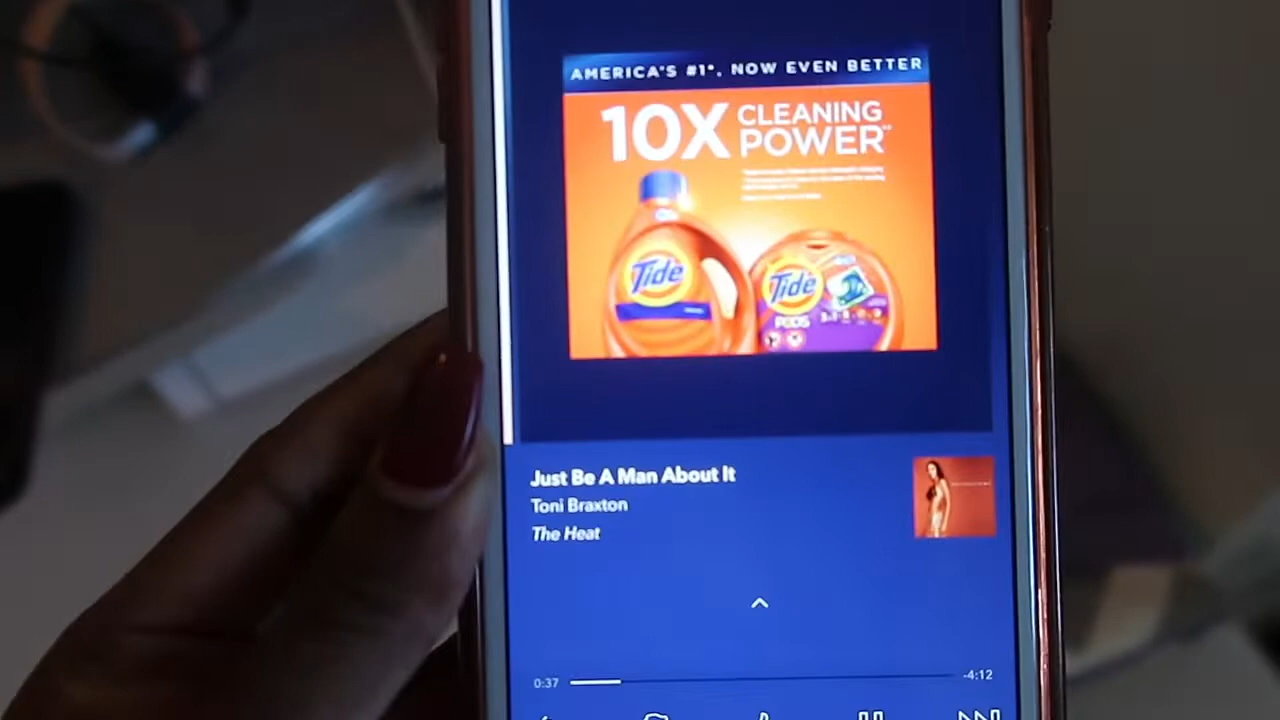 AMERICA'S #1*, NOW EVEN BETTER
10X CLEANING
POWER**
Tide
Tide
PODS
Just Be A Man About It
Toni Braxton
The Heat
0:37
-4:12